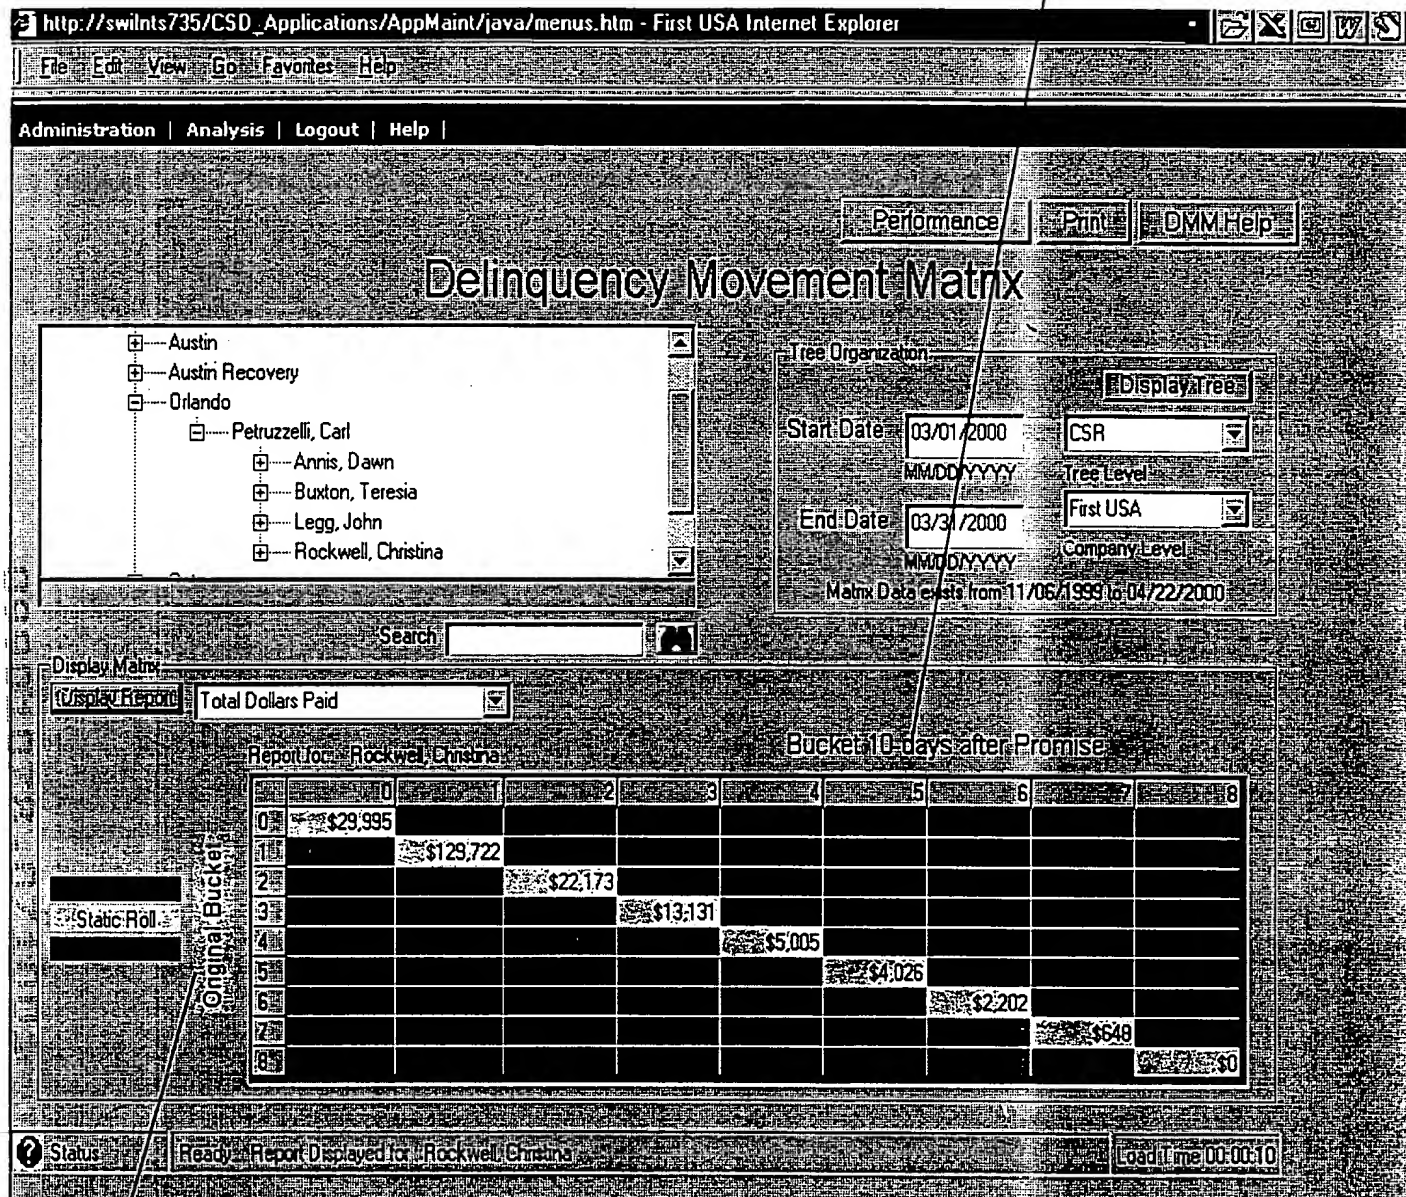 http://swilnts735/CSD_Applications/AppMaint/java/menus.htm - First USA Internet Explorer
File Edit View Go Favorites Help
Administration | Analysis | Logout | Help |
Performance Print DMM Help
Delinquency Movement Matrix
Austin
Austin Recovery
Orlando
Petruzzelli, Carl
Annis, Dawn
Buxton, Teresia
Legg, John
Rockwell, Christina
Tree Organization
Display Tree
Start Date 03/01/2000 CSR
MM/DD/YYYY Tree Level
End Date 03/31/2000 First USA
MM/DD/YYYY Company Level
Matrix Data exists from 11/06/1999 to 04/22/2000
Search
Display Matrix
Display Report Total Dollars Paid
Report for: Rockwell, Christina Bucket 10-days after Promise
0 1 2 3 4 5 6 7 8
0 $29,995
1 $129,722
2 $22,173
3 $13,131
4 $5,005
5 $4,026
6 $2,202
7 $648
8 $0
Static Roll
Original Bucket
Status Ready: Report Displayed for: Rockwell, Christina Load Time 00:00:10